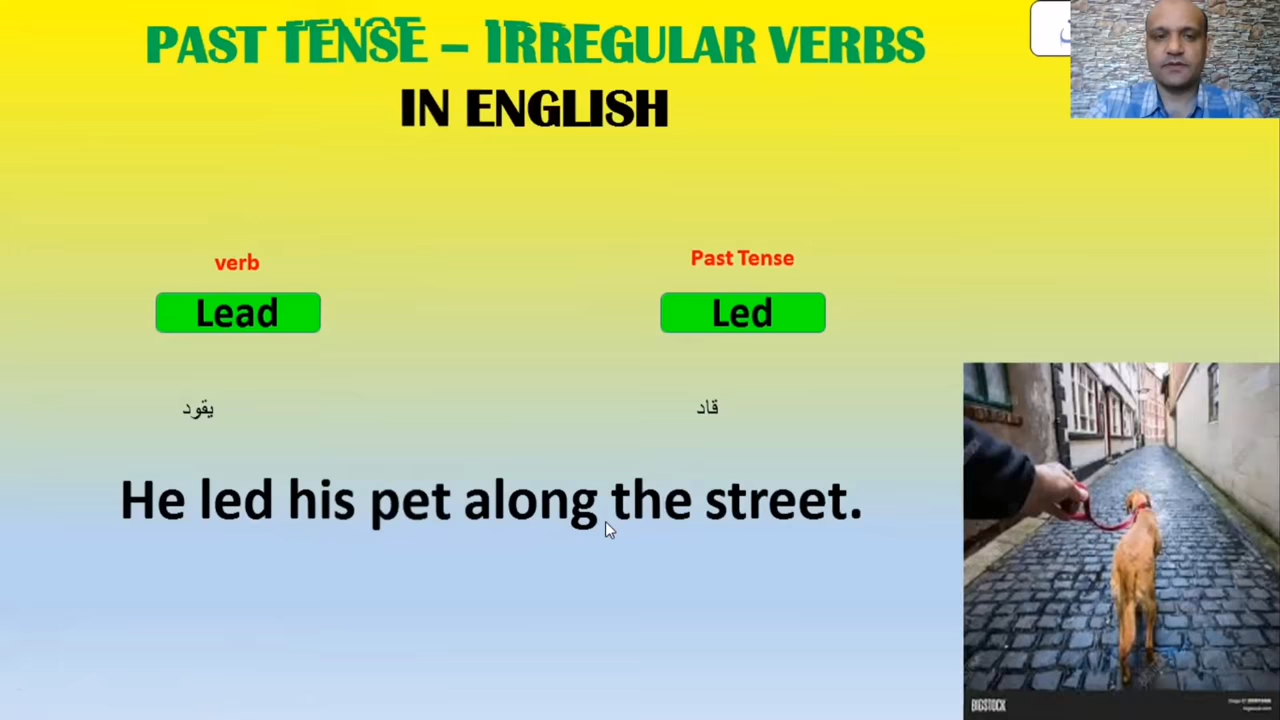 PAST TENSE – IRREGULAR VERBS
IN ENGLISH
verb
Past Tense
Lead
Led
يقود
قاد
He led his pet along the street.
BIGSTOCK